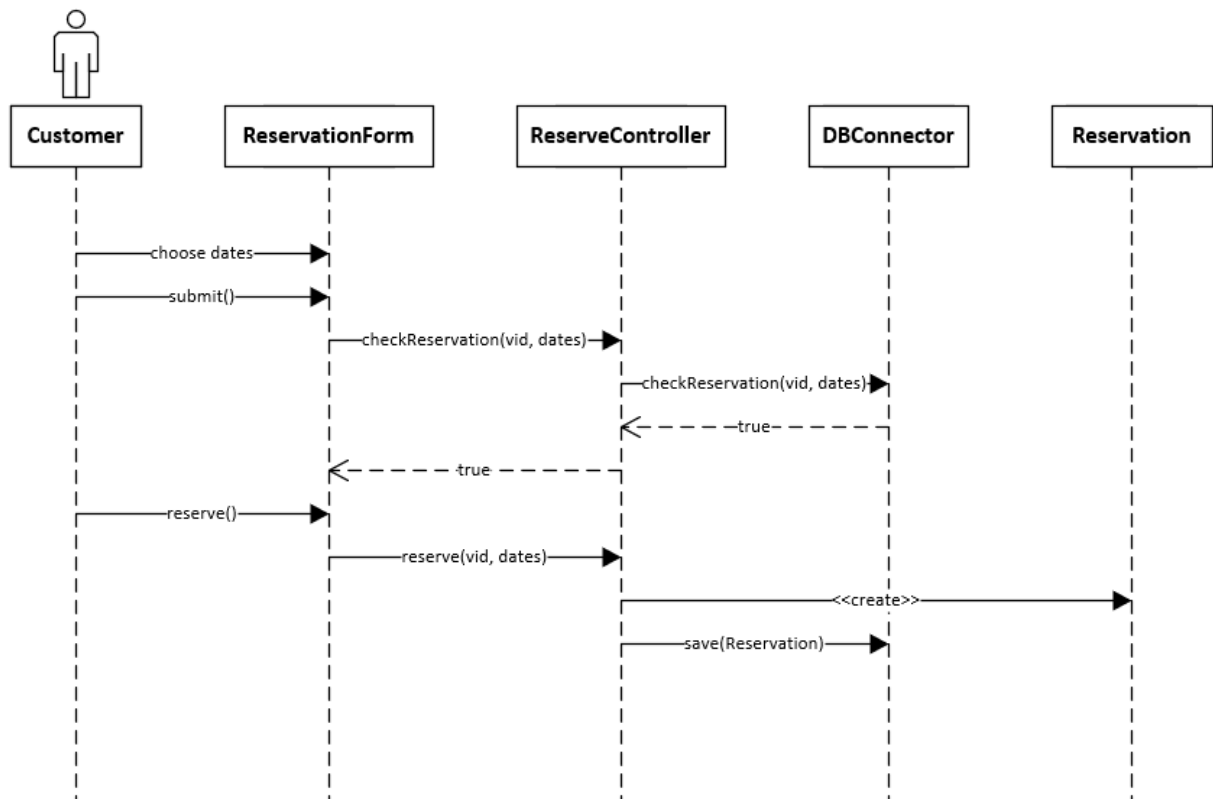 Customer
ReservationForm
ReserveController
DBConnector
Reservation
choose dates
submit()
checkReservation(vid, dates)
checkReservation(vid, dates)
true
true
reserve()
reserve(vid, dates)
<<create>>
save(Reservation)